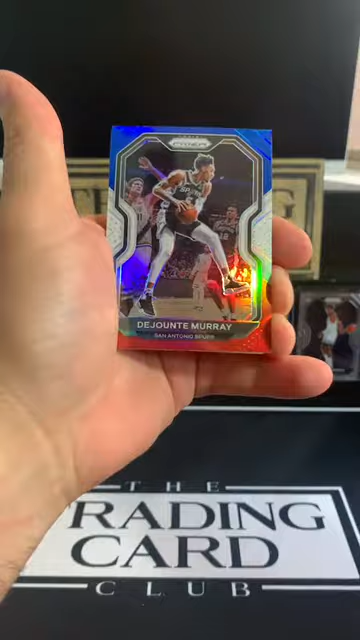 PRIZM
DEJOUNTE MURRAY
SAN ANTONIO SPURS
THE
TRADING
CARD
CLUB